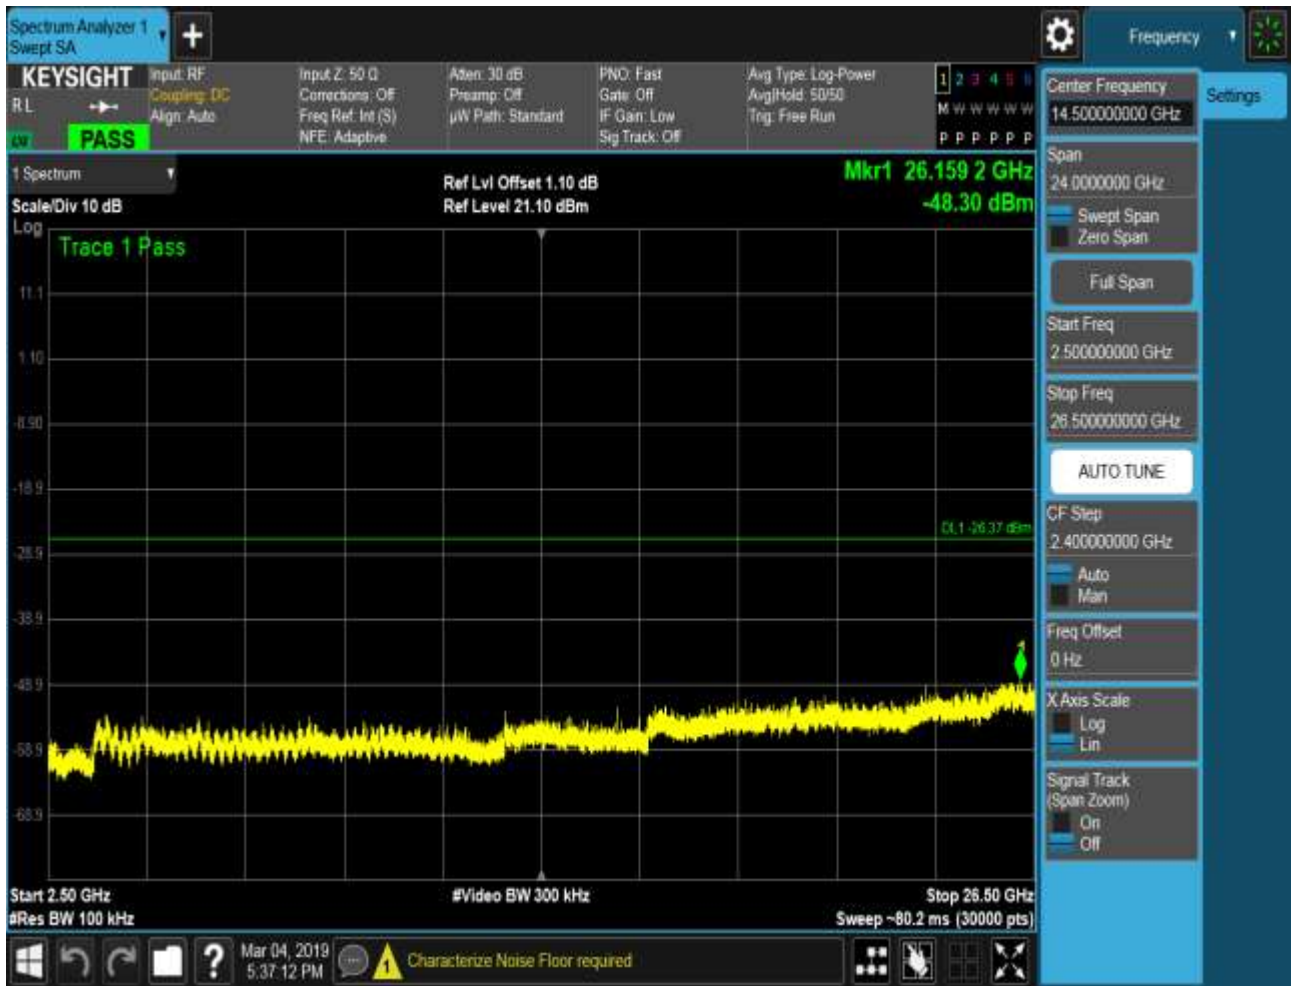 Spectrum Analyzer 1
Swept SA
Frequency
KEYSIGHT
R L
PASS
Input: RF
Coupling: DC
Align: Auto
Input Z: 50 Ω
Corrections: Off
Freq Ref: Int (S)
NFE: Adaptive
Atten: 30 dB
Preamp: Off
µW Path: Standard
PNO: Fast
Gate: Off
IF Gain: Low
Sig Track: Off
Avg Type: Log-Power
Avg|Hold: 50/50
Trig: Free Run
1 2 3 4 5 6
M W W W W W
P P P P P P
1 Spectrum
Scale/Div 10 dB
Log
Ref Lvl Offset 1.10 dB
Ref Level 21.10 dBm
Mkr1 26.159 2 GHz
-48.30 dBm
Trace 1 Pass
11.1
1.10
-8.90
-18.9
-28.9
-38.9
-48.9
-58.9
-68.9
DL1 -26.37 dBm
1
Start 2.50 GHz
#Video BW 300 kHz
Stop 26.50 GHz
#Res BW 100 kHz
Sweep ~80.2 ms (30000 pts)
Center Frequency
14.500000000 GHz
Settings
Span
24.0000000 GHz
Swept Span
Zero Span
Full Span
Start Freq
2.500000000 GHz
Stop Freq
26.500000000 GHz
AUTO TUNE
CF Step
2.400000000 GHz
Auto
Man
Freq Offset
0 Hz
X Axis Scale
Log
Lin
Signal Track
(Span Zoom)
On
Off
?
Mar 04, 2019
5:37:12 PM
1
Characterize Noise Floor required